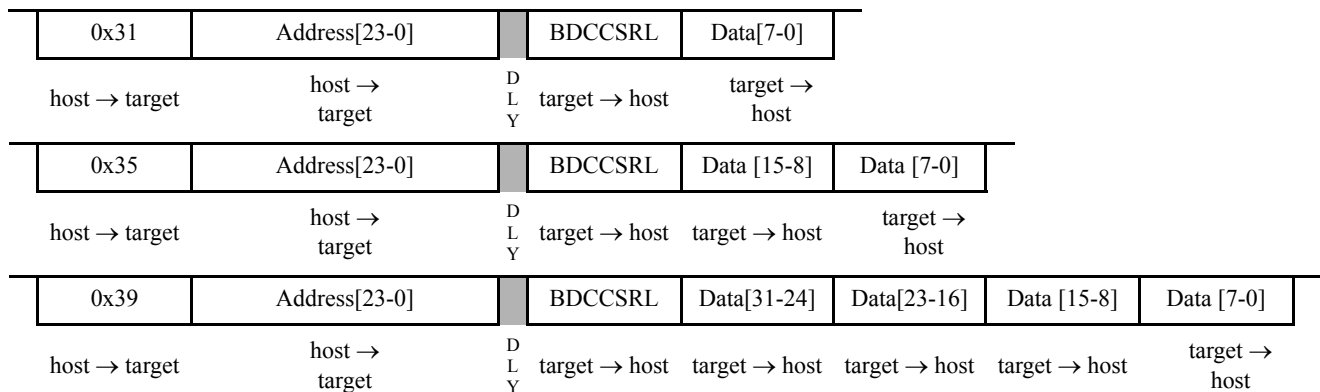 0x31 Address[23-0] BDCCSRL Data[7-0]
host → target host → target D L Y target → host target → host
0x35 Address[23-0] BDCCSRL Data [15-8] Data [7-0]
host → target host → target D L Y target → host target → host target → host
0x39 Address[23-0] BDCCSRL Data[31-24] Data[23-16] Data [15-8] Data [7-0]
host → target host → target D L Y target → host target → host target → host target → host target → host